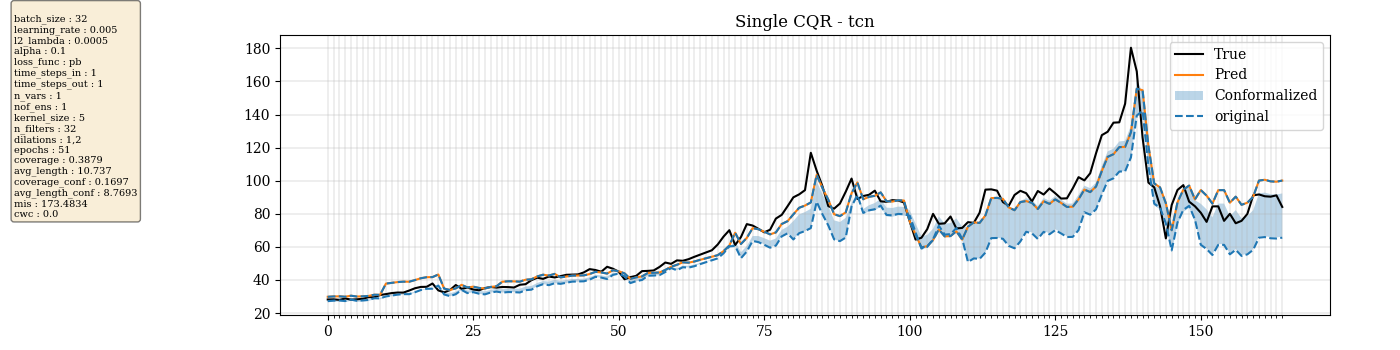 batch_size : 32
learning_rate : 0.005
l2_lambda : 0.0005
alpha : 0.1
loss_func : pb
time_steps_in : 1
time_steps_out : 1
n_vars : 1
nof_ens : 1
kernel_size : 5
n_filters : 32
dilations : 1,2
epochs : 51
coverage : 0.3879
avg_length : 10.737
coverage_conf : 0.1697
avg_length_conf : 8.7693
mis : 173.4834
cwc : 0.0
Single CQR - tcn
180
160
140
120
100
80
60
40
20
True
Pred
Conformalized
original
0 25 50 75 100 125 150